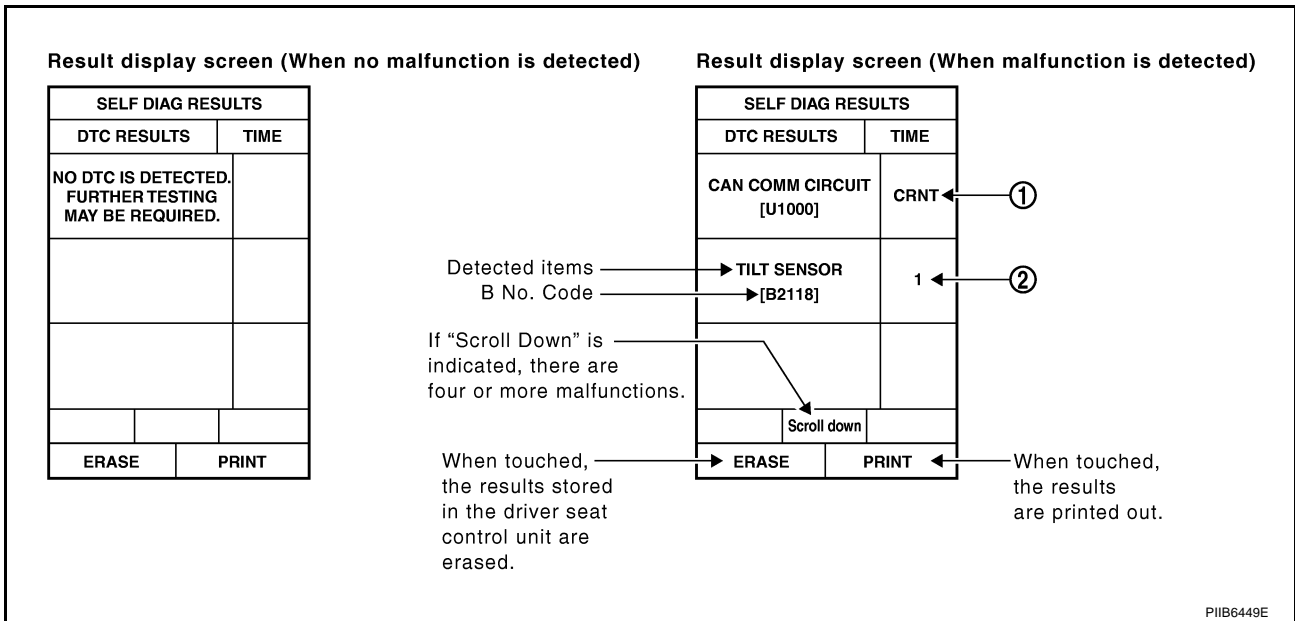 Result display screen (When no malfunction is detected)
SELF DIAG RESULTS
DTC RESULTS TIME
NO DTC IS DETECTED.
FURTHER TESTING
MAY BE REQUIRED.
ERASE PRINT
Result display screen (When malfunction is detected)
SELF DIAG RESULTS
DTC RESULTS TIME
CAN COMM CIRCUIT
[U1000]
CRNT
①
Detected items
TILT SENSOR
B No. Code
[B2118]
1
②
If “Scroll Down” is
indicated, there are
four or more malfunctions.
Scroll down
When touched,
the results stored
in the driver seat
control unit are
erased.
ERASE PRINT
When touched,
the results
are printed out.
PIIB6449E